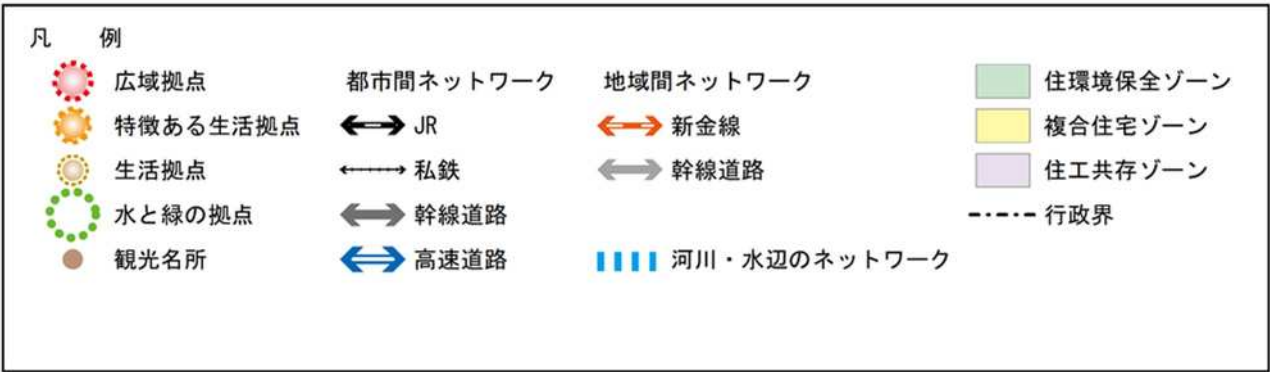 凡　例
広域拠点　都市間ネットワーク　地域間ネットワーク　住環境保全ゾーン
特徴ある生活拠点　JR　新金線　複合住宅ゾーン
生活拠点　私鉄　幹線道路　住工共存ゾーン
水と緑の拠点　幹線道路　行政界
観光名所　高速道路　河川・水辺のネットワーク